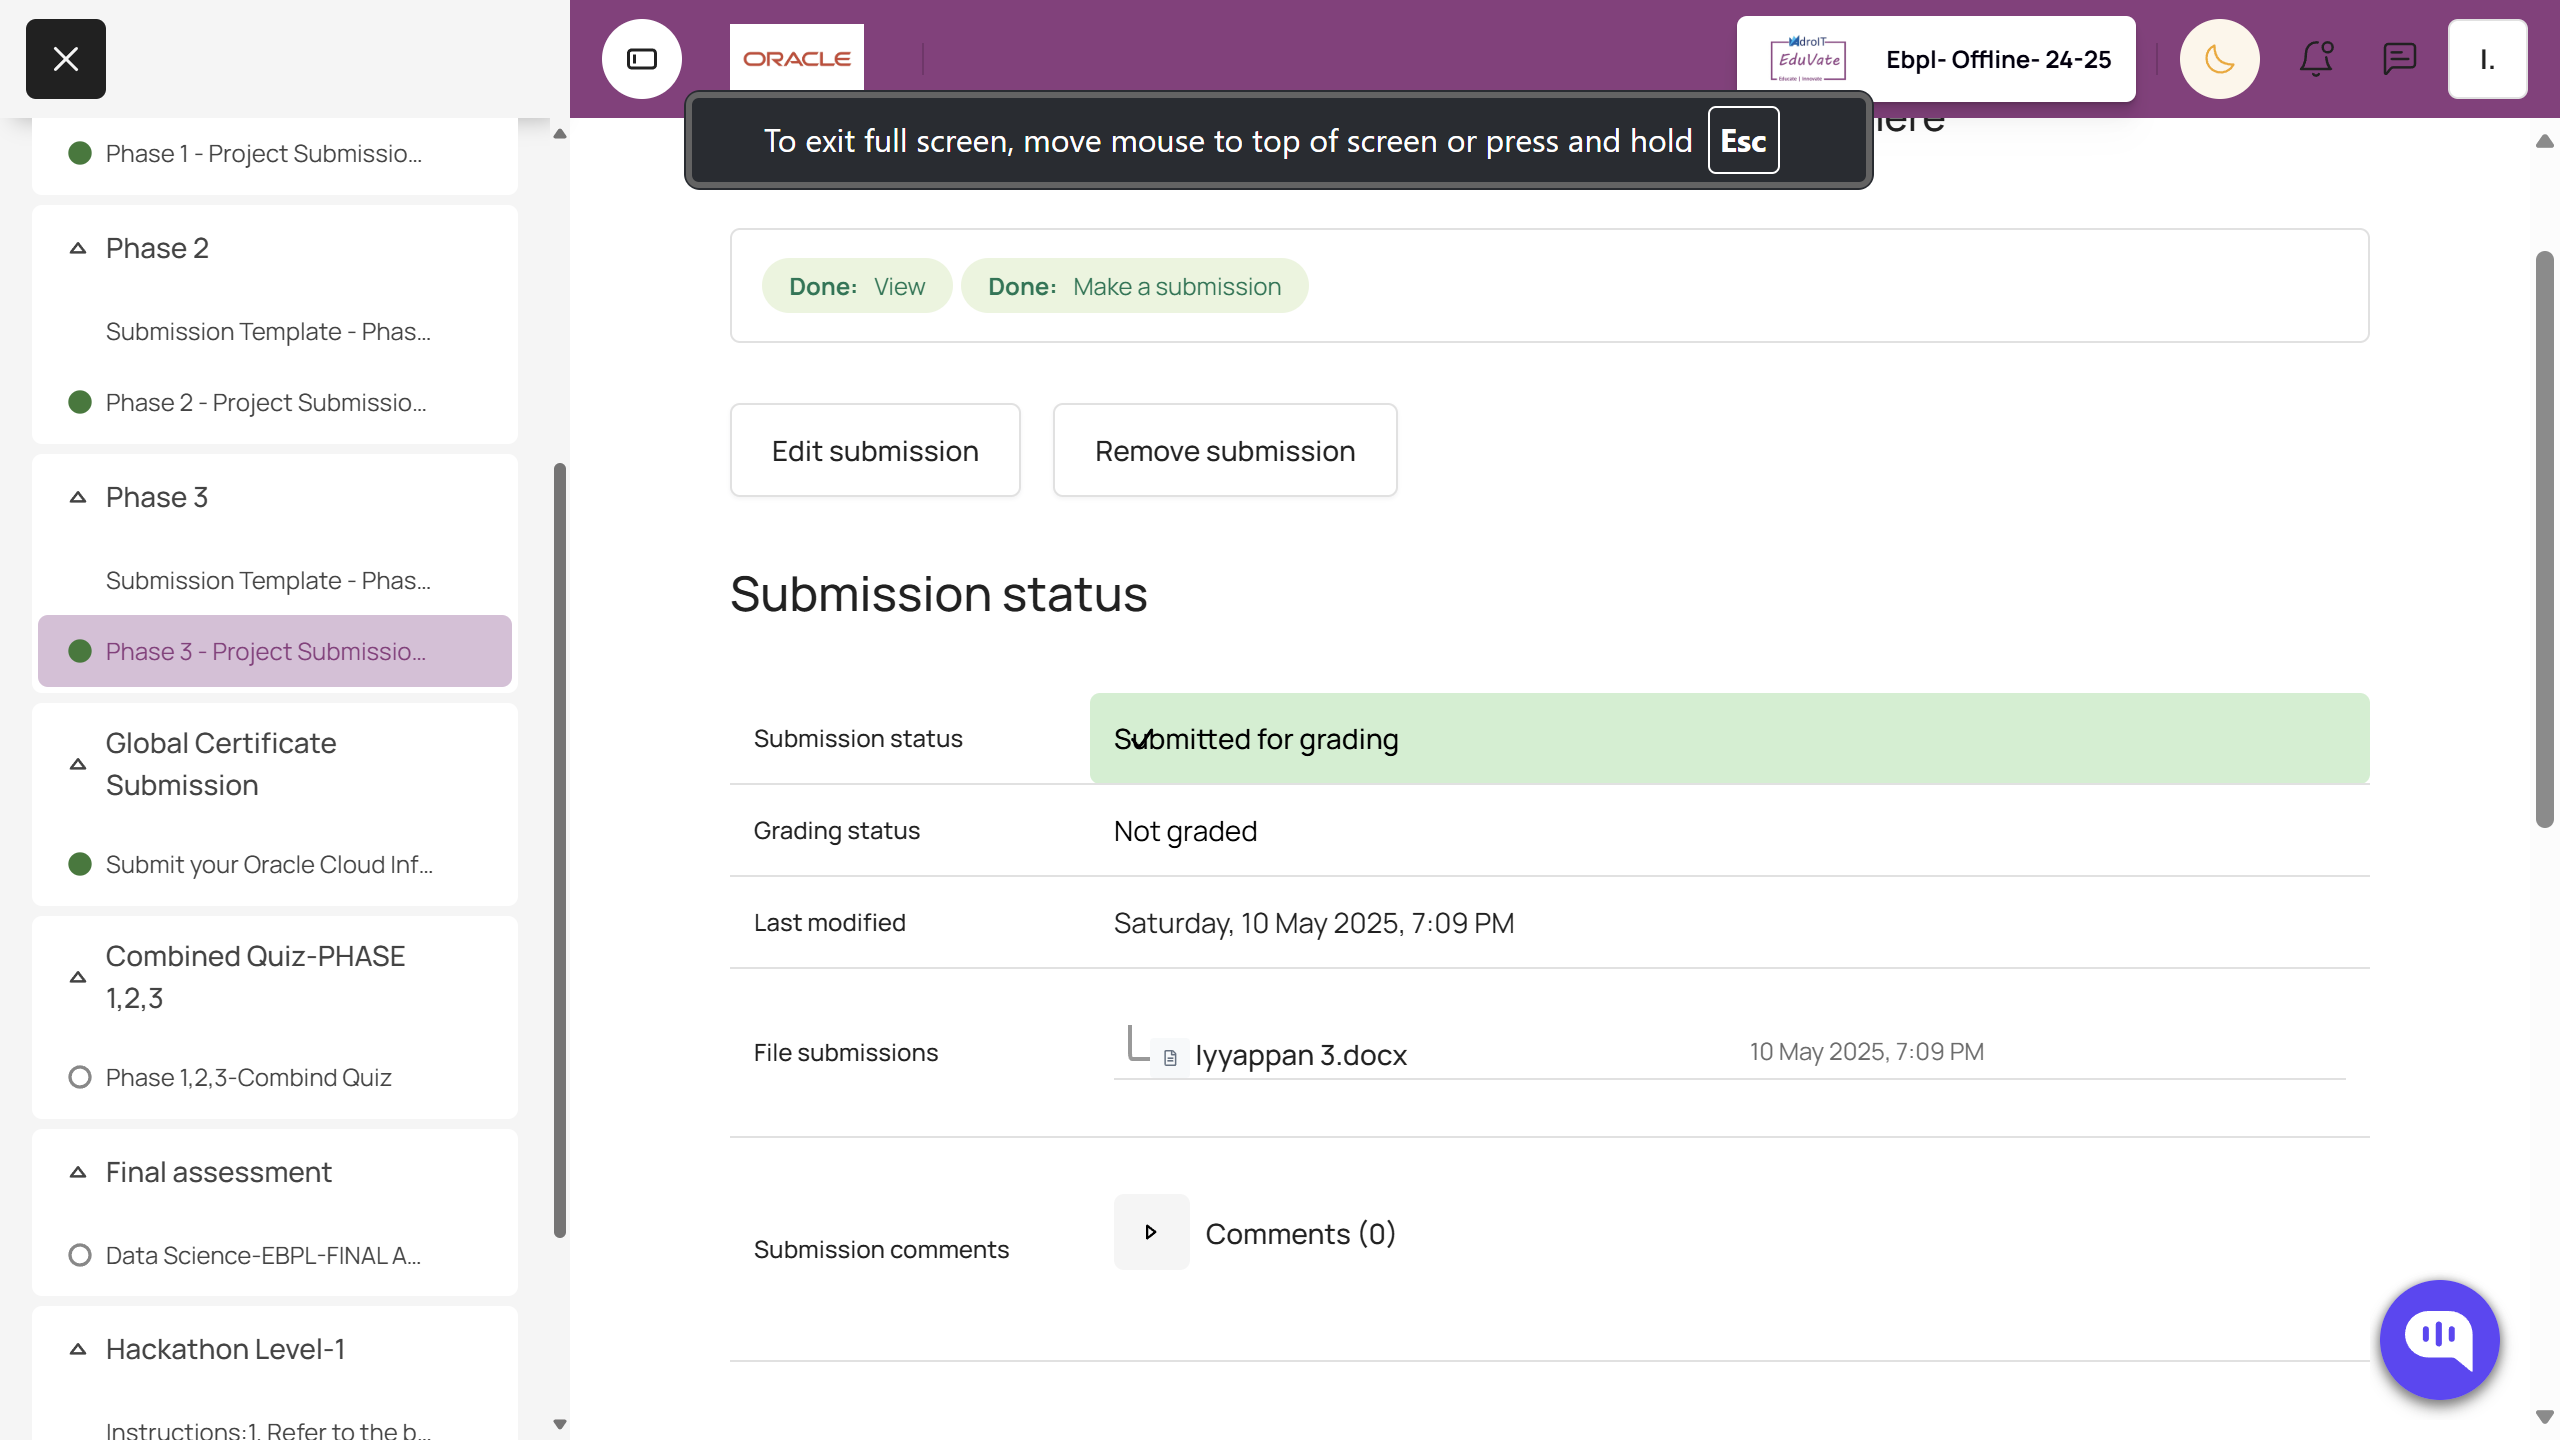 ORACLE
AdroIT
EduVate
Educate | Innovate
Ebpl- Offline- 24-25
I.
To exit full screen, move mouse to top of screen or press and hold Esc
Phase 1 - Project Submissio...
Phase 2
Submission Template - Phas...
Phase 2 - Project Submissio...
Phase 3
Submission Template - Phas...
Phase 3 - Project Submissio...
Global Certificate
Submission
Submit your Oracle Cloud Inf...
Combined Quiz-PHASE
1,2,3
Phase 1,2,3-Combind Quiz
Final assessment
Data Science-EBPL-FINAL A...
Hackathon Level-1
Instructions:1. Refer to the b...
Done: View
Done: Make a submission
Edit submission
Remove submission
Submission status
Submission status
Submitted for grading
Grading status
Not graded
Last modified
Saturday, 10 May 2025, 7:09 PM
File submissions
Iyyappan 3.docx
10 May 2025, 7:09 PM
Submission comments
Comments (0)